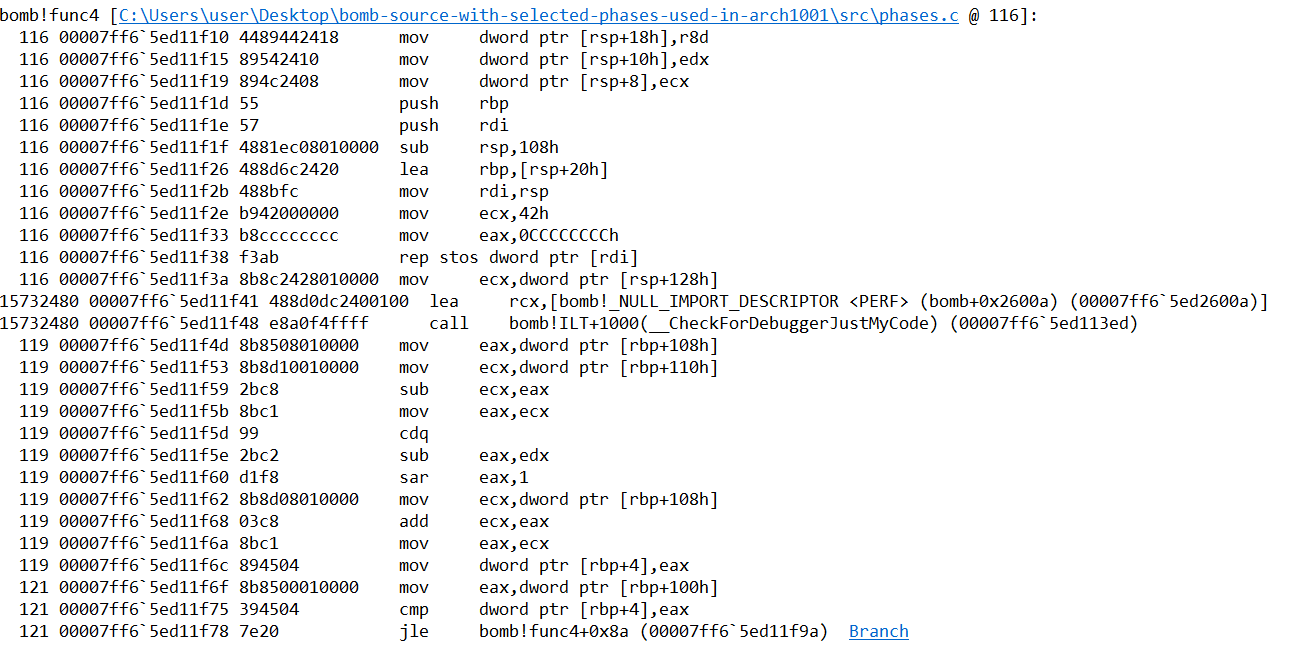 bomb!func4 [C:\Users\user\Desktop\bomb-source-with-selected-phases-used-in-arch1001\src\phases.c @ 116]:
116 00007ff6`5ed11f10 4489442418 mov dword ptr [rsp+18h],r8d
116 00007ff6`5ed11f15 89542410 mov dword ptr [rsp+10h],edx
116 00007ff6`5ed11f19 894c2408 mov dword ptr [rsp+8],ecx
116 00007ff6`5ed11f1d 55 push rbp
116 00007ff6`5ed11f1e 57 push rdi
116 00007ff6`5ed11f1f 4881ec08010000 sub rsp,108h
116 00007ff6`5ed11f26 488d6c2420 lea rbp,[rsp+20h]
116 00007ff6`5ed11f2b 488bfc mov rdi,rsp
116 00007ff6`5ed11f2e b942000000 mov ecx,42h
116 00007ff6`5ed11f33 b8cccccccc mov eax,0CCCCCCCCh
116 00007ff6`5ed11f38 f3ab rep stos dword ptr [rdi]
116 00007ff6`5ed11f3a 8b8c2428010000 mov ecx,dword ptr [rsp+128h]
15732480 00007ff6`5ed11f41 488d0dc2400100 lea rcx,[bomb!_NULL_IMPORT_DESCRIPTOR <PERF> (bomb+0x2600a) (00007ff6`5ed2600a)]
15732480 00007ff6`5ed11f48 e8a0f4ffff call bomb!ILT+1000(__CheckForDebuggerJustMyCode) (00007ff6`5ed113ed)
119 00007ff6`5ed11f4d 8b8508010000 mov eax,dword ptr [rbp+108h]
119 00007ff6`5ed11f53 8b8d10010000 mov ecx,dword ptr [rbp+110h]
119 00007ff6`5ed11f59 2bc8 sub ecx,eax
119 00007ff6`5ed11f5b 8bc1 mov eax,ecx
119 00007ff6`5ed11f5d 99 cdq
119 00007ff6`5ed11f5e 2bc2 sub eax,edx
119 00007ff6`5ed11f60 d1f8 sar eax,1
119 00007ff6`5ed11f62 8b8d08010000 mov ecx,dword ptr [rbp+108h]
119 00007ff6`5ed11f68 03c8 add ecx,eax
119 00007ff6`5ed11f6a 8bc1 mov eax,ecx
119 00007ff6`5ed11f6c 894504 mov dword ptr [rbp+4],eax
121 00007ff6`5ed11f6f 8b8500010000 mov eax,dword ptr [rbp+100h]
121 00007ff6`5ed11f75 394504 cmp dword ptr [rbp+4],eax
121 00007ff6`5ed11f78 7e20 jle bomb!func4+0x8a (00007ff6`5ed11f9a) Branch